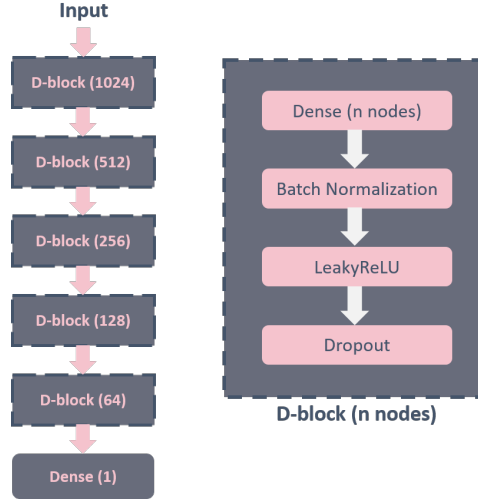 Input
D-block (1024)
D-block (512)
D-block (256)
D-block (128)
D-block (64)
Dense (1)
Dense (n nodes)
Batch Normalization
LeakyReLU
Dropout
D-block (n nodes)